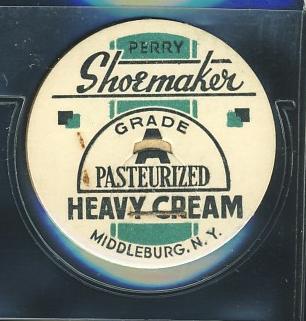 PERRY
Shoemaker
GRADE
A
PASTEURIZED
HEAVY CREAM
MIDDLEBURG, N.Y.